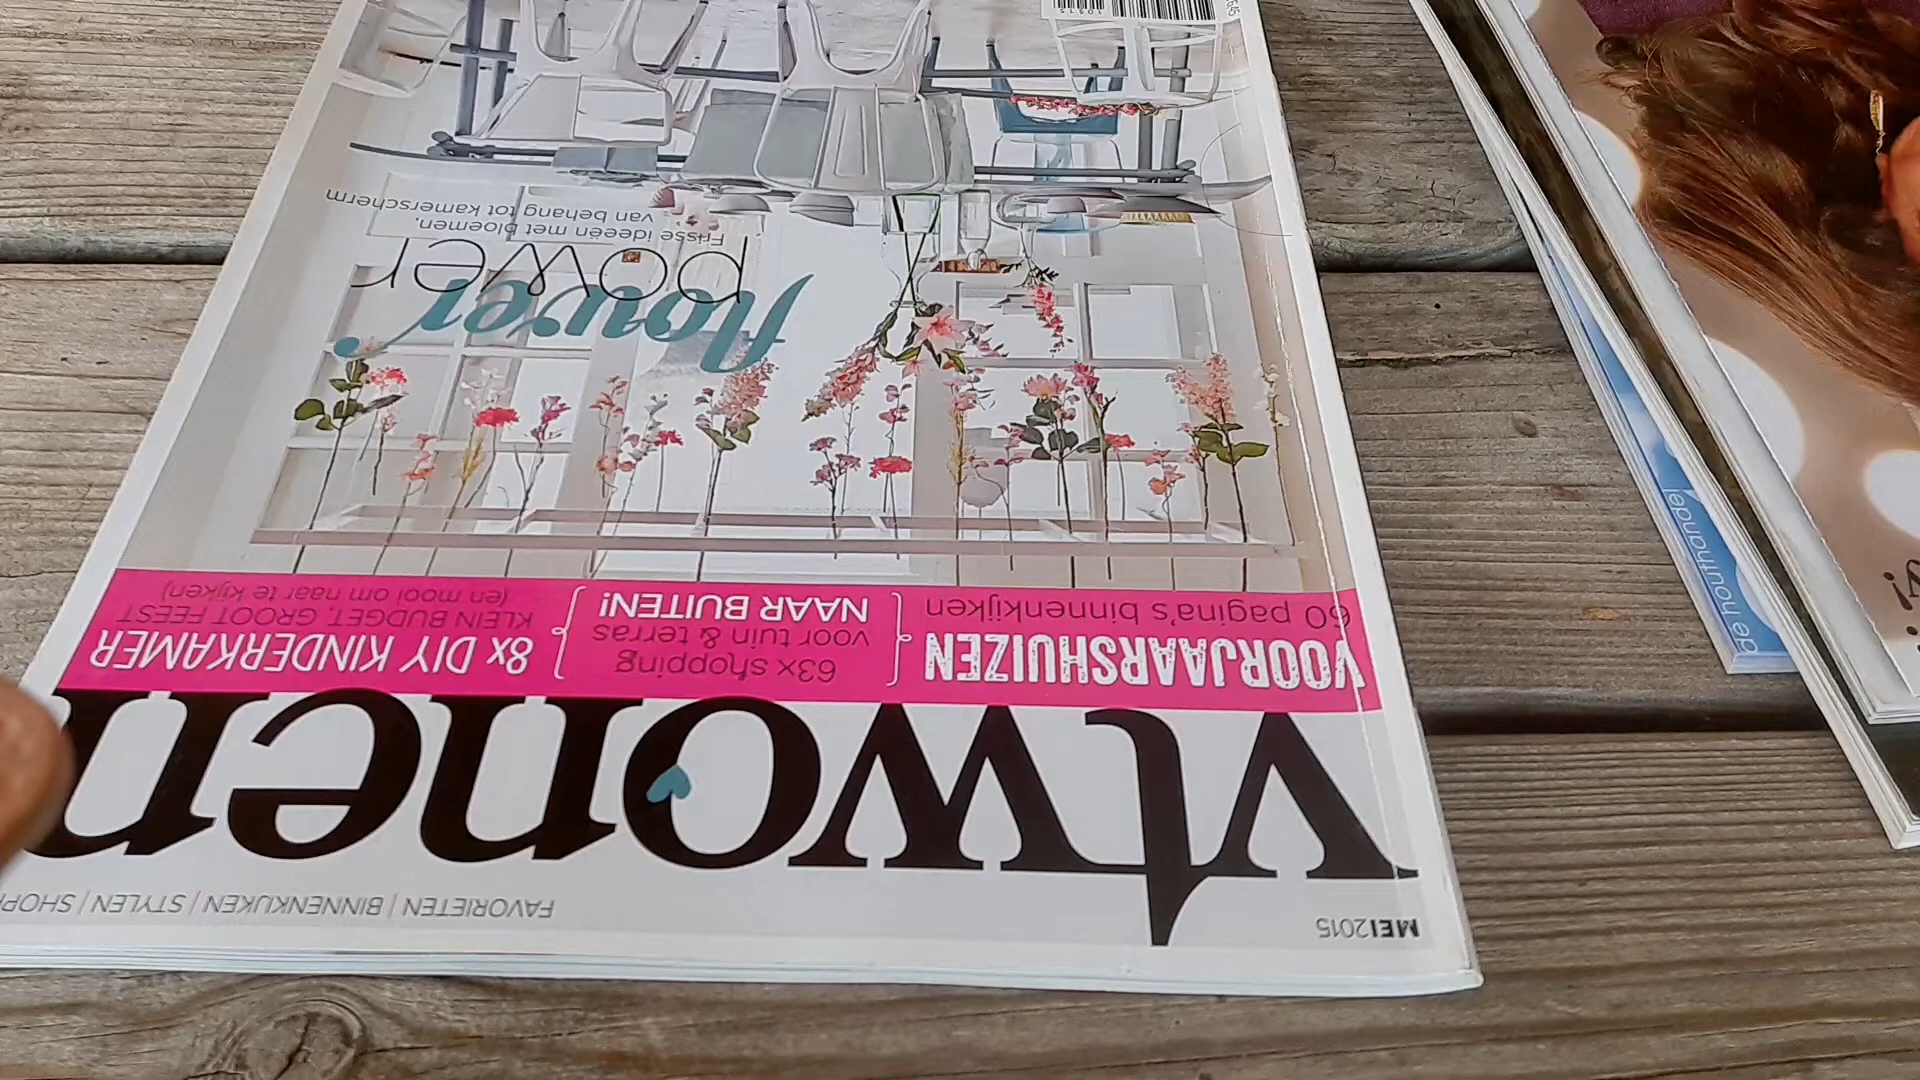 MEI 2015
FAVORIETEN | BINNENKIJKEN | STYLEN |
vtwonen
VOORJAARSHUIZEN
60 pagina's binnenkijken
63x shopping
voor tuin & terras
NAAR BUITEN!
8x DIY KINDERKAMER
KLEIN BUDGET, GROOT FEEST
(en mooi om naar te kijken)
flower
power
Frisse ideeën met bloemen,
van behang tot kamerscherm
de houthandel